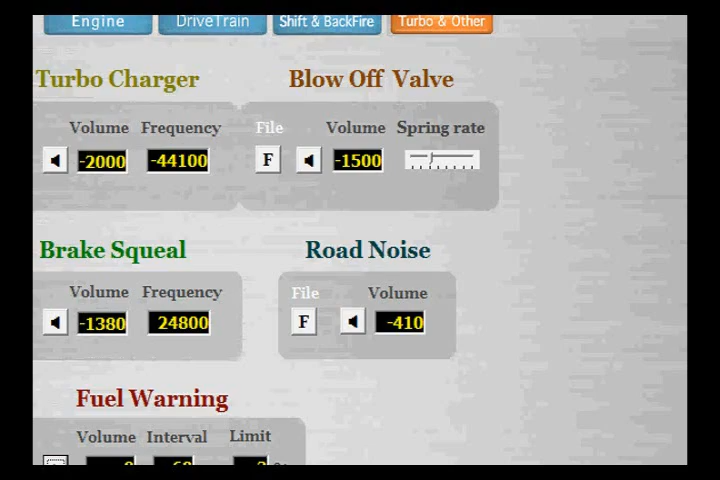 Engine DriveTrain Shift & BackFire Turbo & Other
Turbo Charger Blow Off Valve
Volume Frequency File Volume Spring rate
-2000 -44100 F -1500
Brake Squeal Road Noise
Volume Frequency File Volume
-1380 24800 F -410
Fuel Warning
Volume Interval Limit